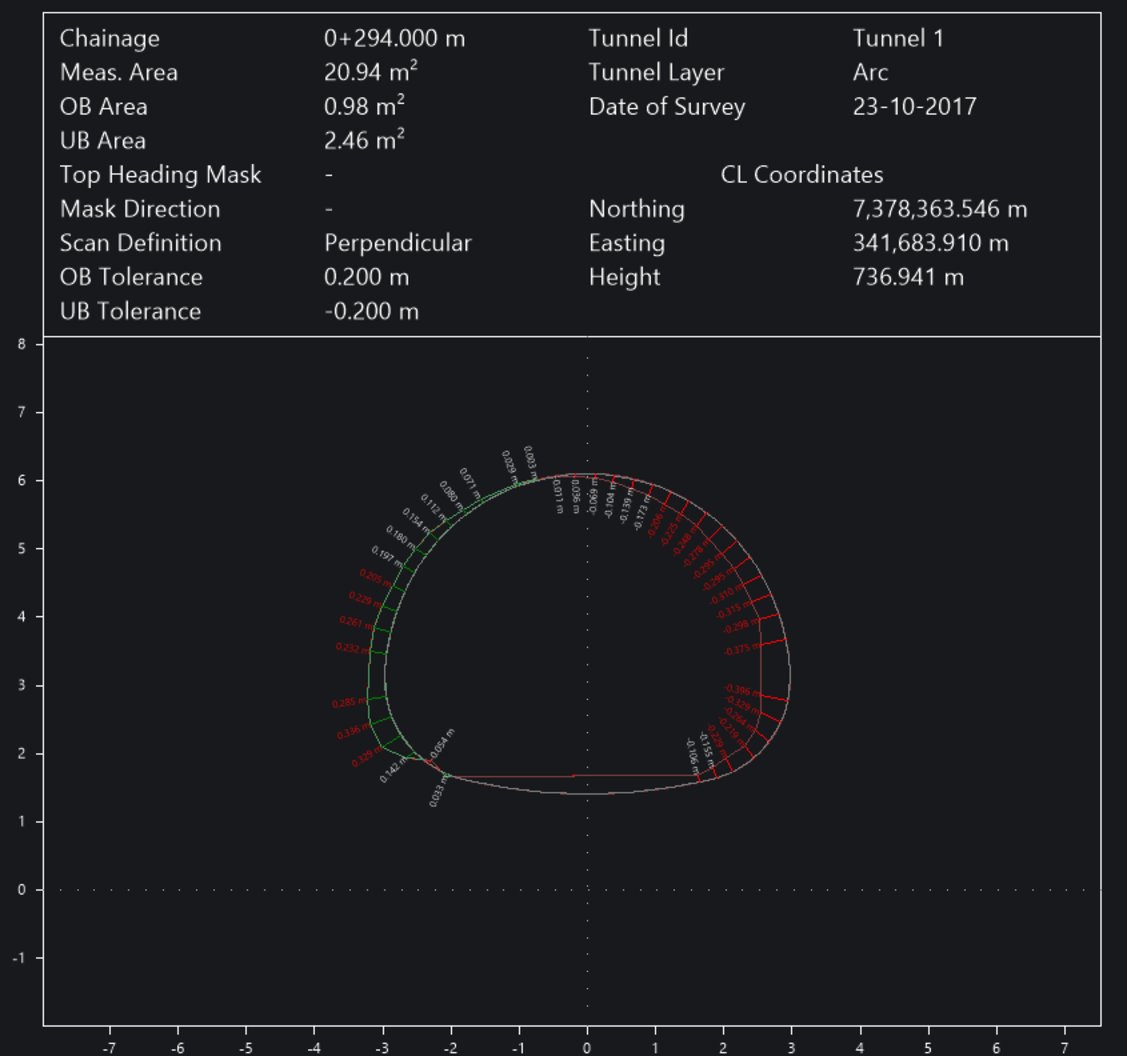 Chainage 0+294.000 m Tunnel Id Tunnel 1
Meas. Area 20.94 m² Tunnel Layer Arc
OB Area 0.98 m² Date of Survey 23-10-2017
UB Area 2.46 m²
Top Heading Mask - CL Coordinates
Mask Direction - Northing 7,378,363.546 m
Scan Definition Perpendicular Easting 341,683.910 m
OB Tolerance 0.200 m Height 736.941 m
UB Tolerance -0.200 m
8
7
6
5
4
3
2
1
0
-1
0.003 m
0.029 m
0.071 m
0.080 m
0.112 m
0.154 m
0.180 m
0.197 m
0.205 m
0.229 m
0.261 m
0.232 m
0.285 m
0.336 m
0.329 m
0.142 m
-0.054 m
0.033 m
-0.011 m
-0.069 m
-0.104 m
-0.139 m
-0.173 m
-0.206 m
-0.225 m
-0.248 m
-0.278 m
-0.295 m
-0.295 m
-0.310 m
-0.315 m
-0.298 m
-0.375 m
-0.396 m
-0.329 m
-0.264 m
-0.219 m
-0.229 m
-0.155 m
-0.106 m
-7 -6 -5 -4 -3 -2 -1 0 1 2 3 4 5 6 7